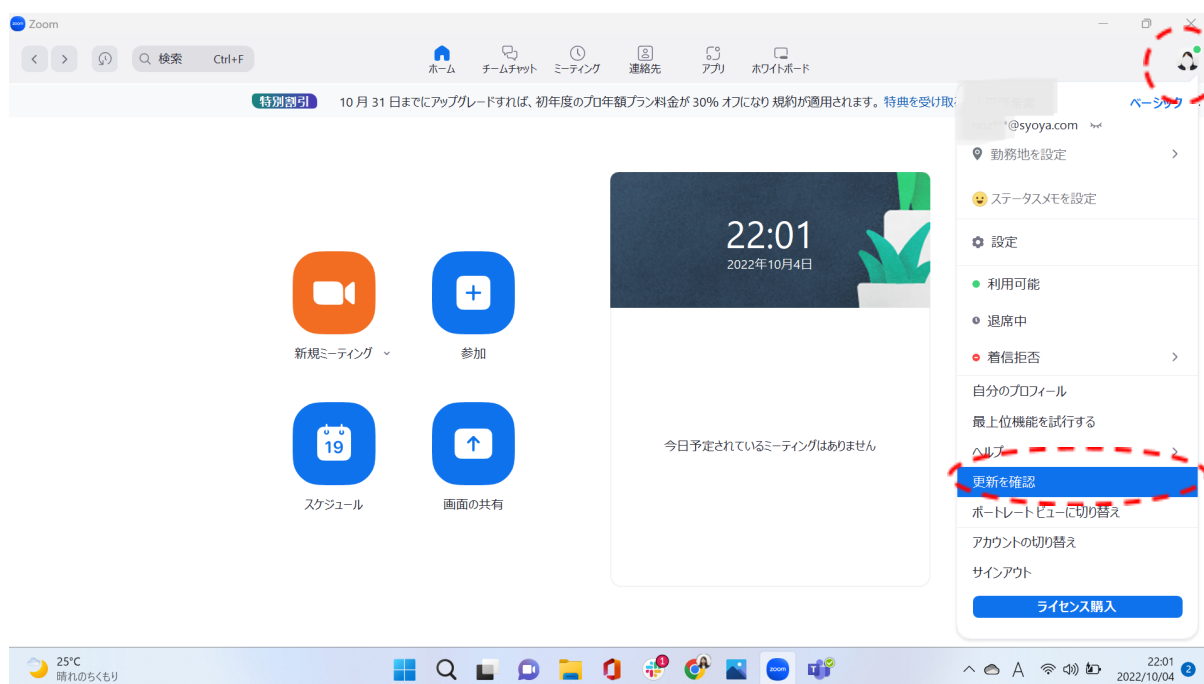 zoom Zoom
検索 Ctrl+F
ホーム チームチャット ミーティング 連絡先 アプリ ホワイトボード
特別割引 10 月 31 日までにアップグレードすれば、初年度のプロ年額プラン料金が 30% オフになり 規約が適用されます。特典を受け取
ベーシック
@syoya.com
勤務地を設定
ステータスメモを設定
設定
利用可能
退席中
着信拒否
自分のプロフィール
最上位機能を試行する
ヘルプ
更新を確認
ポートレート ビューに切り替え
アカウントの切り替え
サインアウト
ライセンス購入
新規ミーティング
参加
19
スケジュール
画面の共有
22:01
2022年10月4日
今日予定されているミーティングはありません
25°C
晴れのちくもり
1
zoom
A
22:01
2022/10/04
2